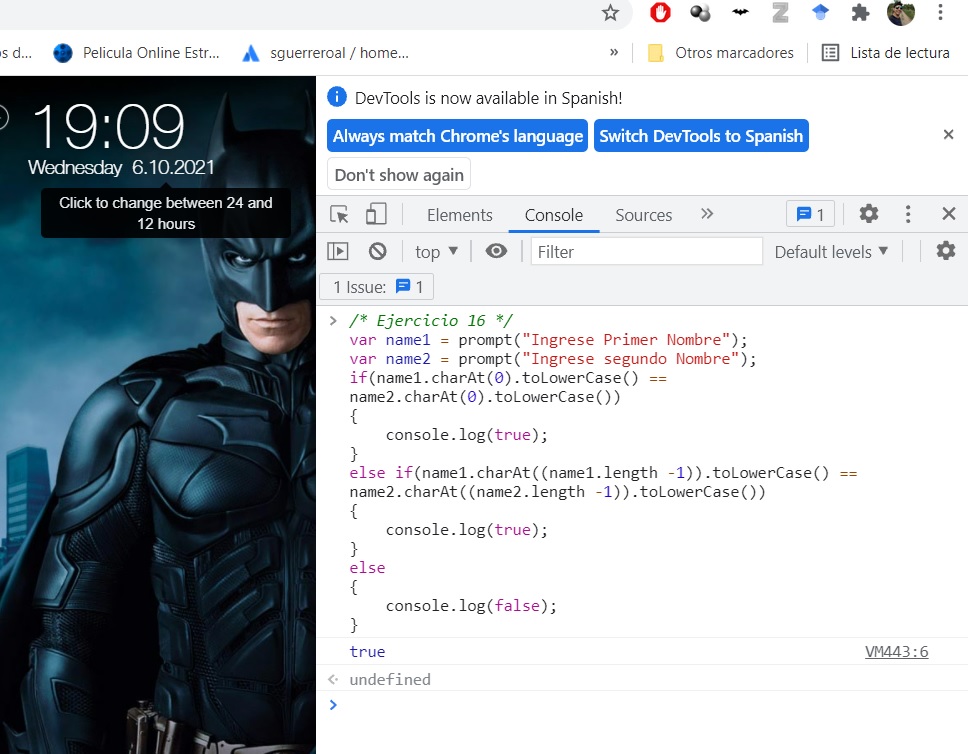 s d...
Pelicula Online Estr...
sguerreroal / home...
»
Otros marcadores
Lista de lectura
19:09
Wednesday 6.10.2021
Click to change between 24 and
12 hours
DevTools is now available in Spanish!
Always match Chrome's language
Switch DevTools to Spanish
Don't show again
Elements
Console
Sources
»
1
top
Filter
Default levels
1 Issue:
1
/* Ejercicio 16 */
var name1 = prompt("Ingrese Primer Nombre");
var name2 = prompt("Ingrese segundo Nombre");
if(name1.charAt(0).toLowerCase() ==
name2.charAt(0).toLowerCase())
{
console.log(true);
}
else if(name1.charAt((name1.length -1)).toLowerCase() ==
name2.charAt((name2.length -1)).toLowerCase())
{
console.log(true);
}
else
{
console.log(false);
}
true
VM443:6
undefined